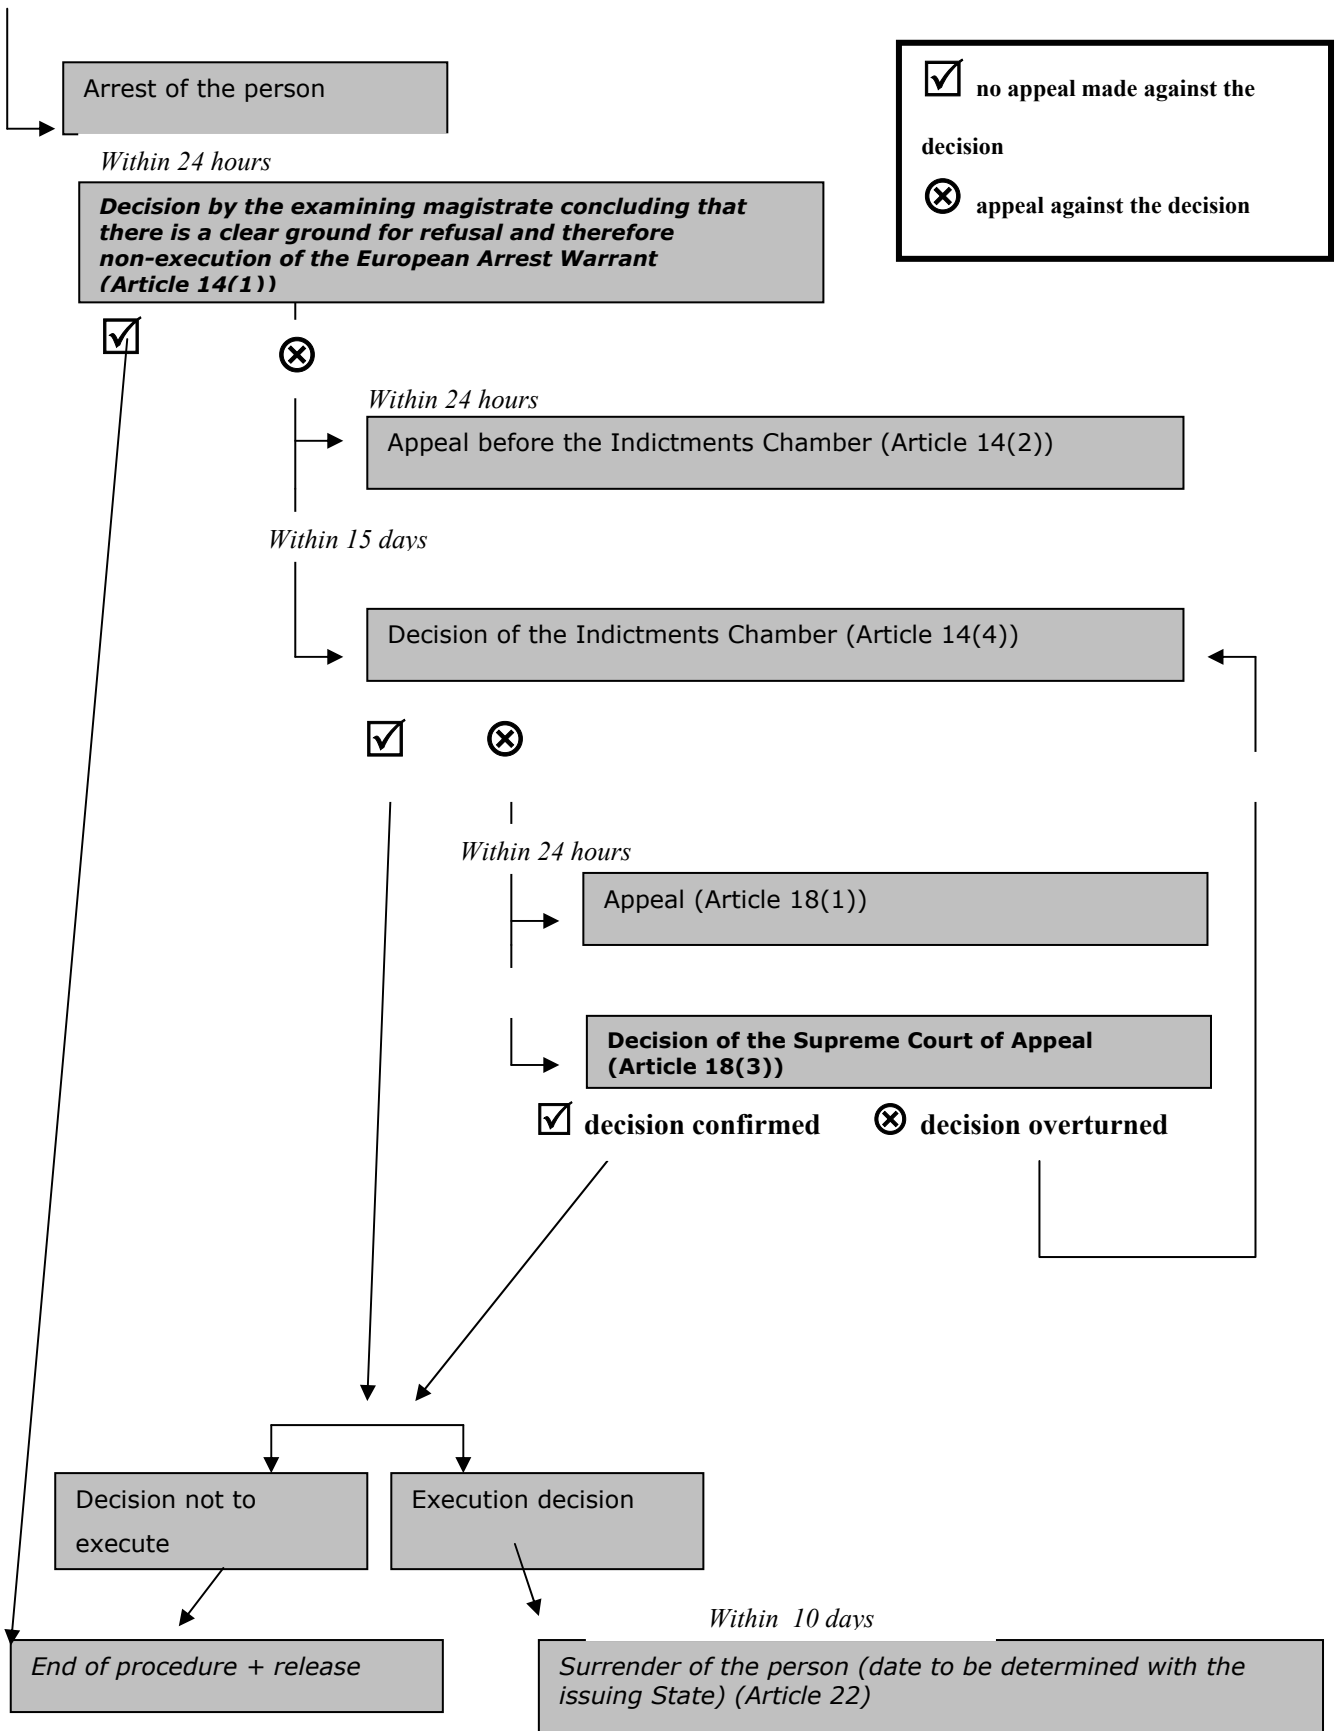 Arrest of the person
☑ no appeal made against the
decision
⊗ appeal against the decision
Within 24 hours
Decision by the examining magistrate concluding that
there is a clear ground for refusal and therefore
non-execution of the European Arrest Warrant
(Article 14(1))
☑
⊗
Within 24 hours
Appeal before the Indictments Chamber (Article 14(2))
Within 15 days
Decision of the Indictments Chamber (Article 14(4))
☑
⊗
Within 24 hours
Appeal (Article 18(1))
Decision of the Supreme Court of Appeal
(Article 18(3))
☑ decision confirmed
⊗ decision overturned
Decision not to
execute
Execution decision
Within 10 days
End of procedure + release
Surrender of the person (date to be determined with the
issuing State) (Article 22)